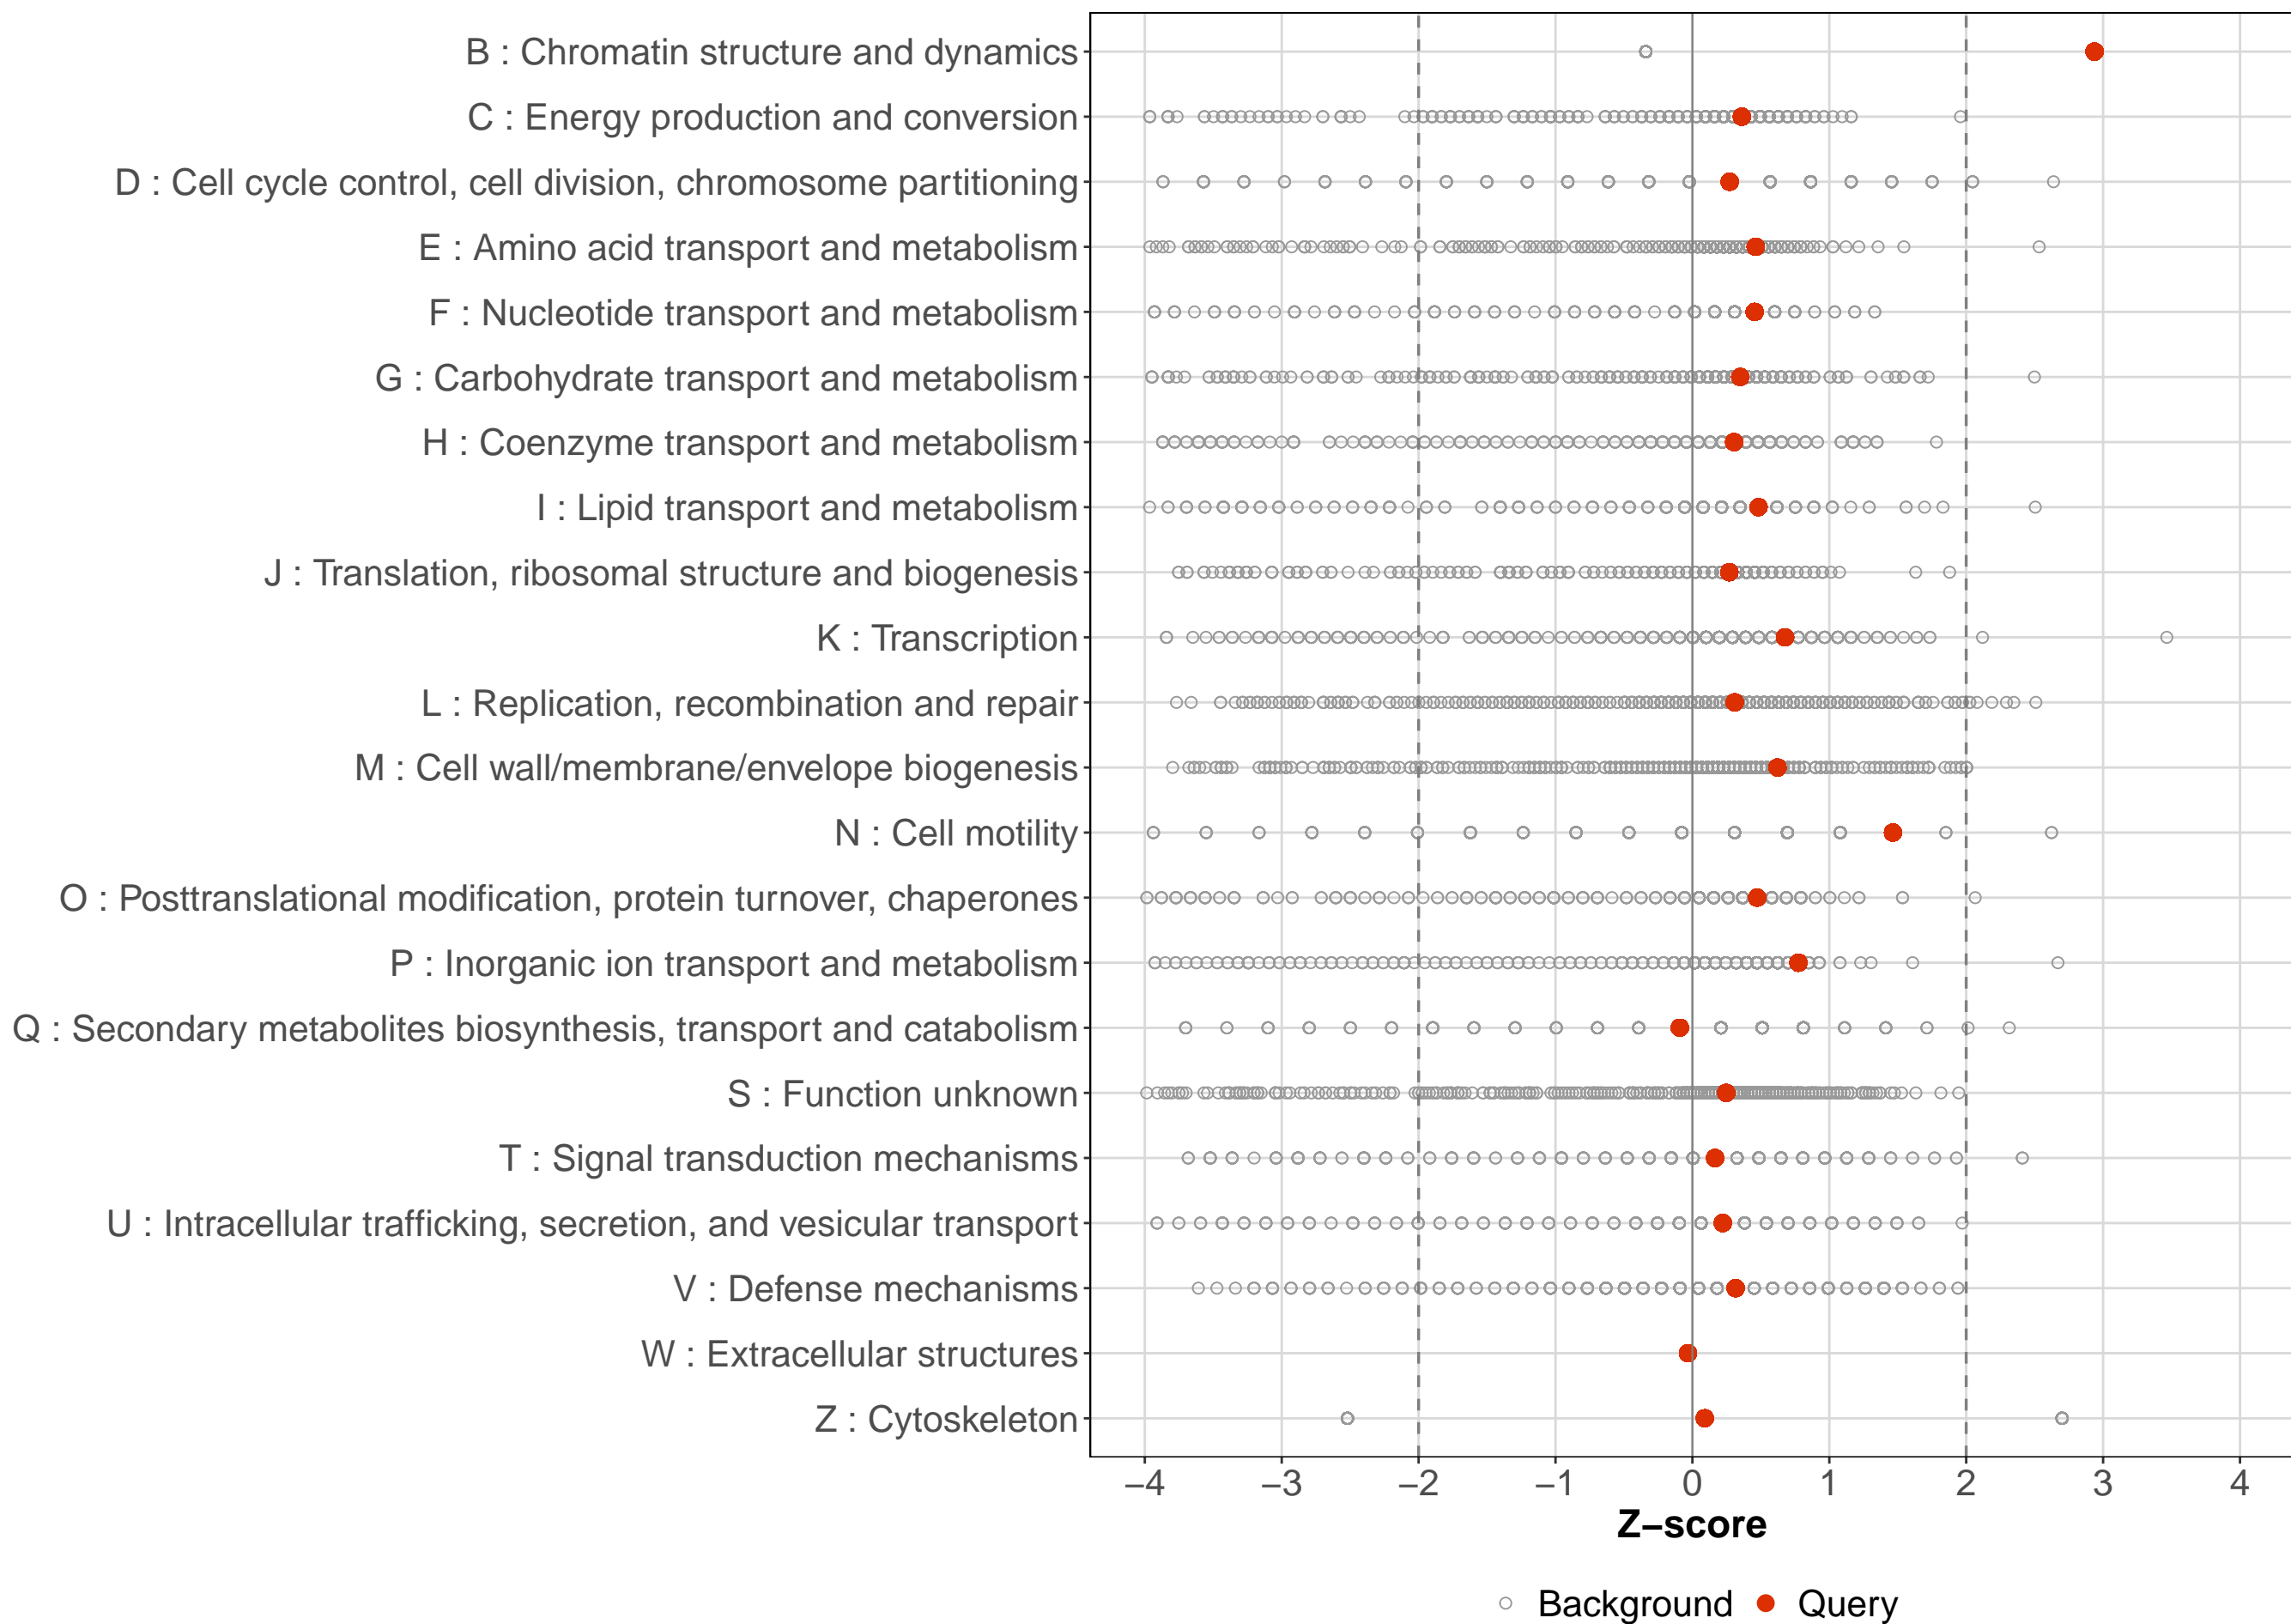 B : Chromatin structure and dynamics
C : Energy production and conversion
D : Cell cycle control, cell division, chromosome partitioning
E : Amino acid transport and metabolism
F : Nucleotide transport and metabolism
G : Carbohydrate transport and metabolism
H : Coenzyme transport and metabolism
I : Lipid transport and metabolism
J : Translation, ribosomal structure and biogenesis
K : Transcription
L : Replication, recombination and repair
M : Cell wall/membrane/envelope biogenesis
N : Cell motility
O : Posttranslational modification, protein turnover, chaperones
P : Inorganic ion transport and metabolism
Q : Secondary metabolites biosynthesis, transport and catabolism
S : Function unknown
T : Signal transduction mechanisms
U : Intracellular trafficking, secretion, and vesicular transport
V : Defense mechanisms
W : Extracellular structures
Z : Cytoskeleton
−4 −3 −2 −1 0 1 2 3 4
Z−score
Background Query